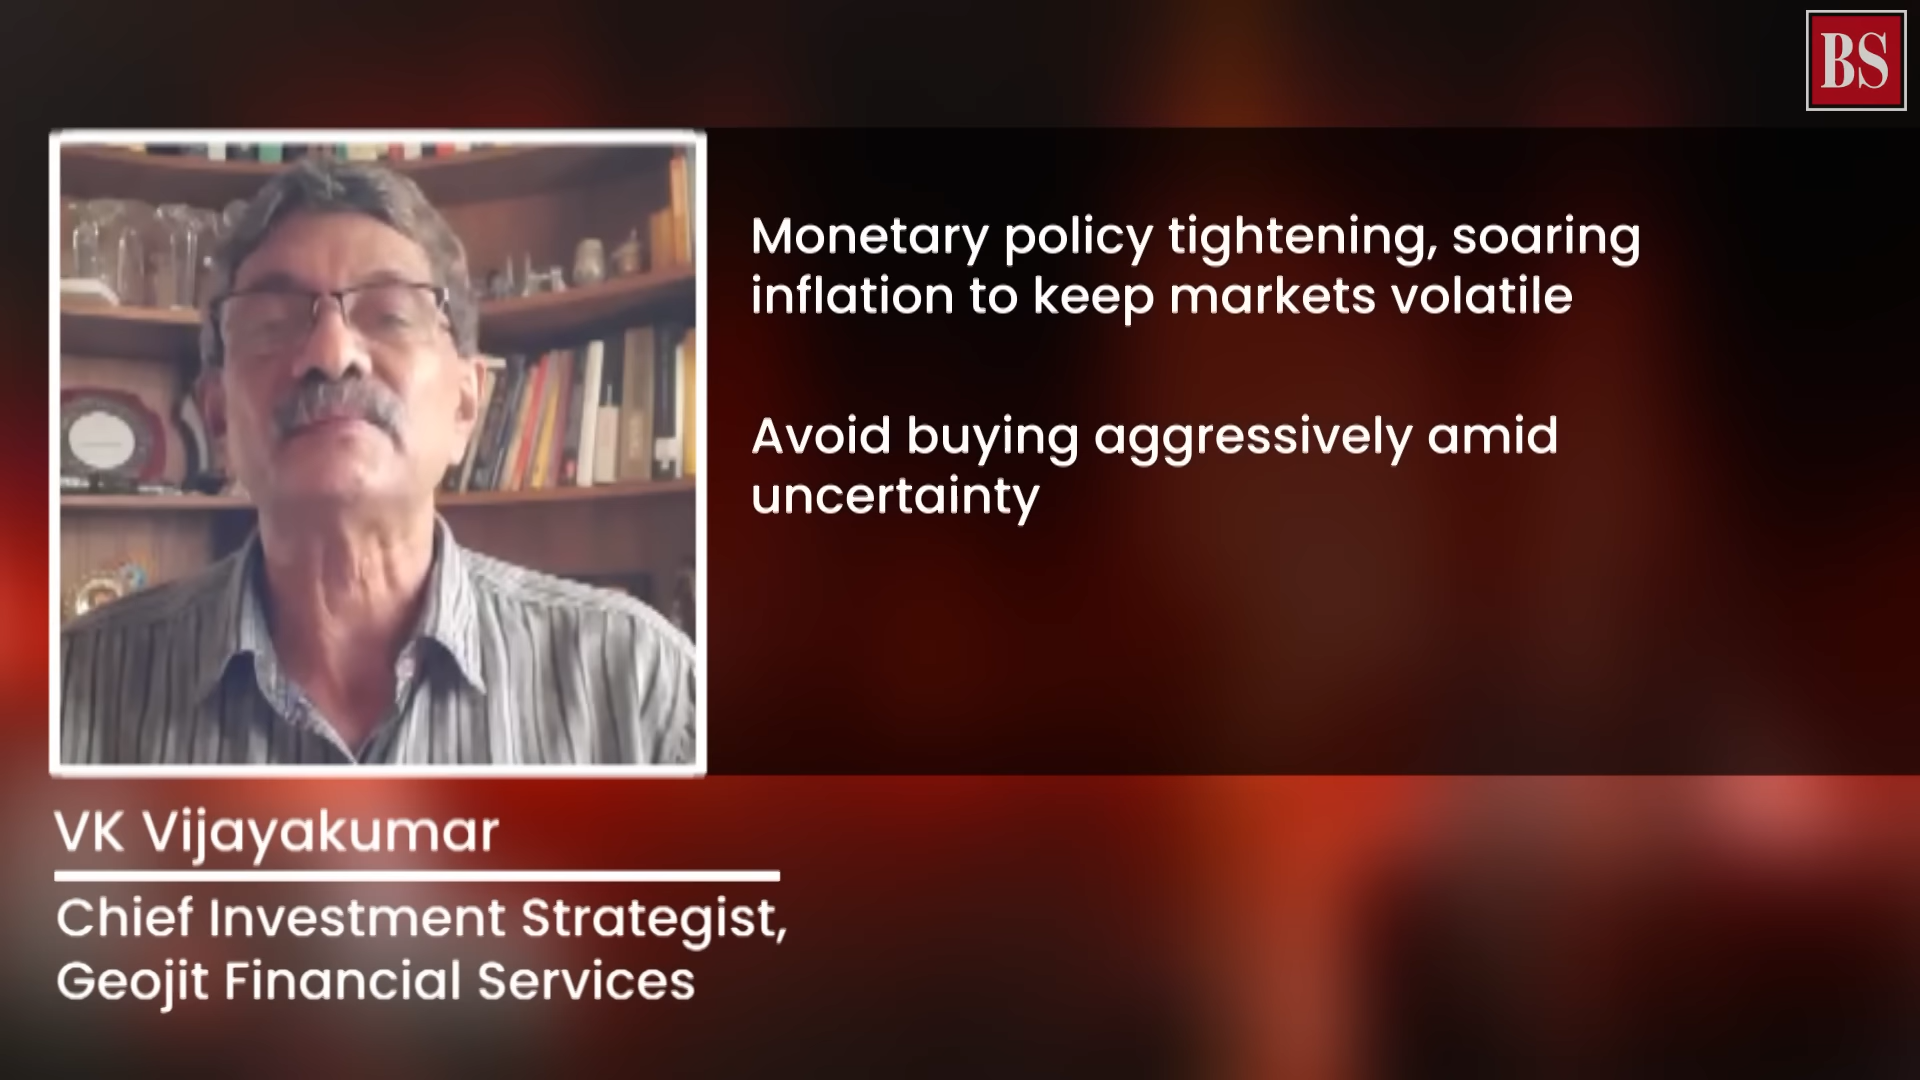 BS
Monetary policy tightening, soaring
inflation to keep markets volatile
Avoid buying aggressively amid
uncertainty
VK Vijayakumar
Chief Investment Strategist,
Geojit Financial Services